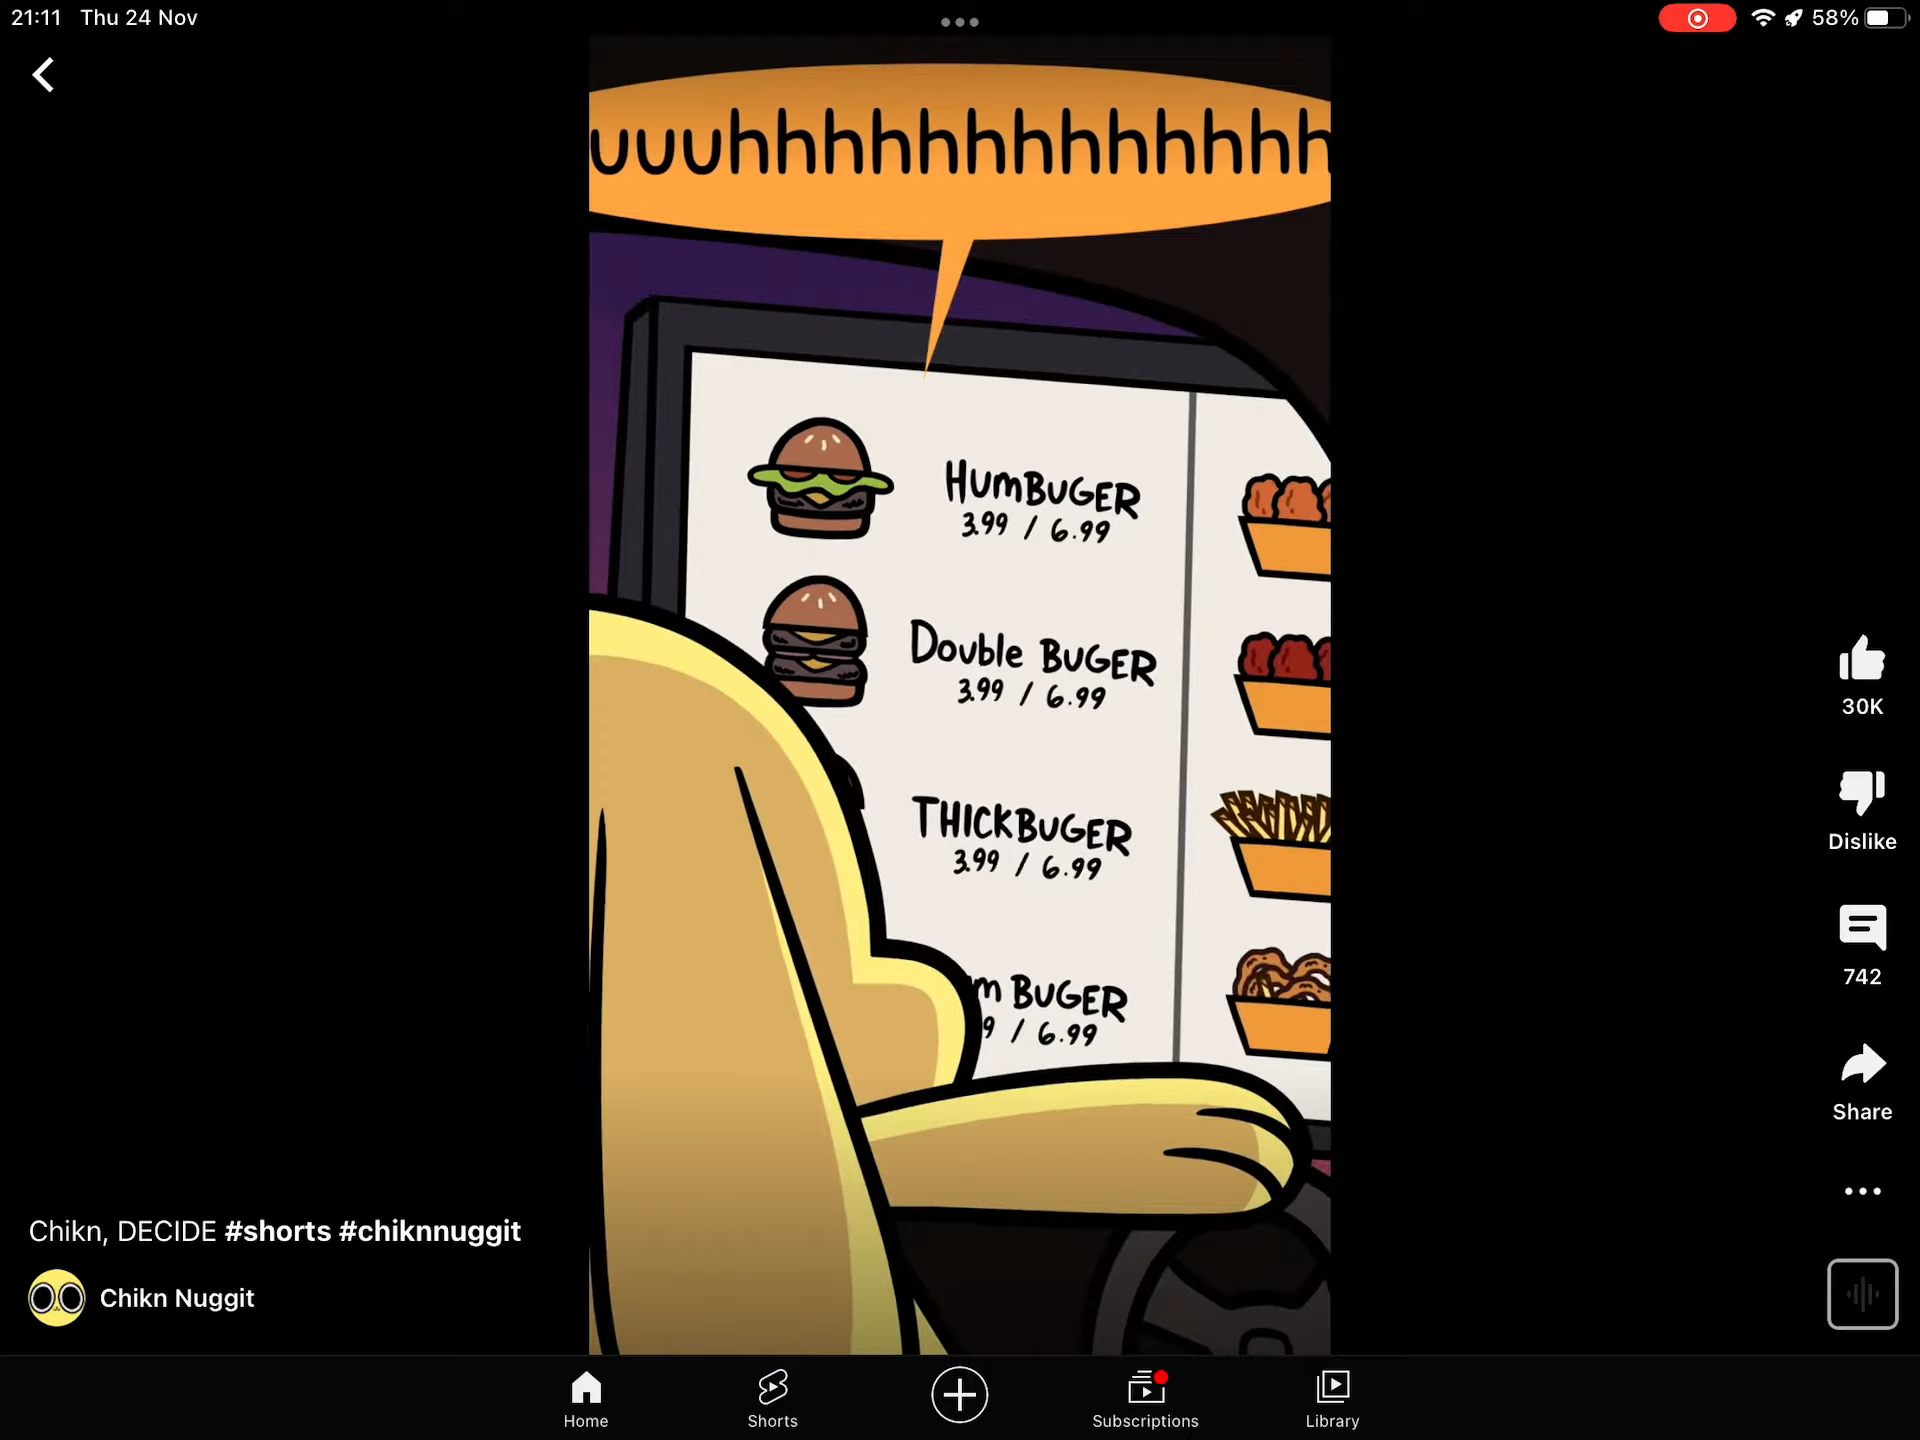 21:11 Thu 24 Nov
58%
uuuhhhhhhhhhhhhh
HumBUGER
3.99 / 6.99
Double BUGER
3.99 / 6.99
THICKBUGER
3.99 / 6.99
m BUGER
9 / 6.99
30K
Dislike
742
Share
Chikn, DECIDE #shorts #chiknnuggit
Chikn Nuggit
Home
Shorts
Subscriptions
Library